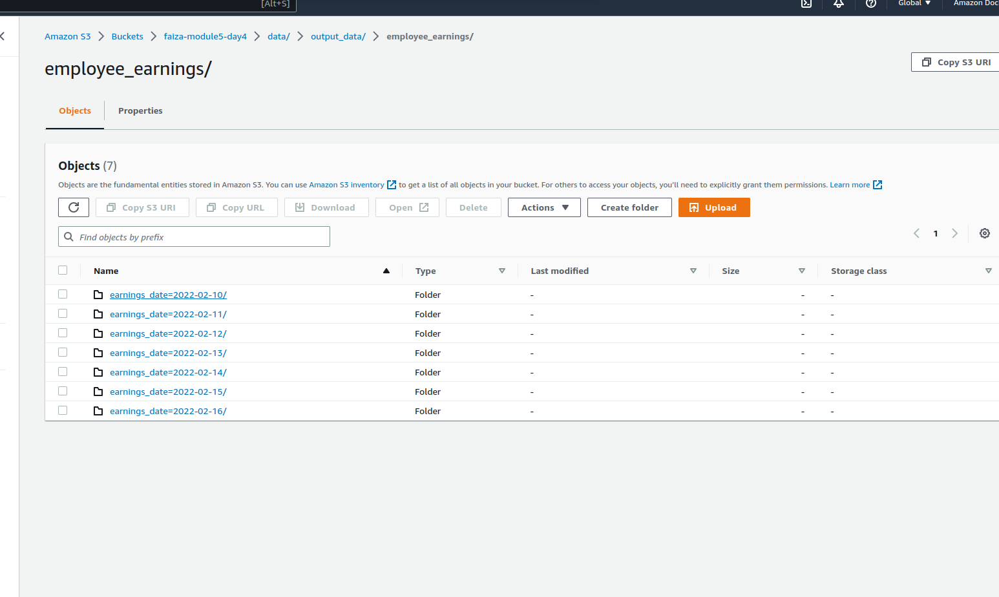 [Alt+S] Global Amazon Doc
Amazon S3 Buckets faiza-module5-day4 data/ output_data/ employee_earnings/
employee_earnings/
Copy S3 URI
Objects Properties
Objects (7)
Objects are the fundamental entities stored in Amazon S3. You can use Amazon S3 inventory to get a list of all objects in your bucket. For others to access your objects, you'll need to explicitly grant them permissions. Learn more
Copy S3 URI Copy URL Download Open Delete Actions Create folder Upload
Find objects by prefix
1
Name Type Last modified Size Storage class
earnings_date=2022-02-10/ Folder - - -
earnings_date=2022-02-11/ Folder - - -
earnings_date=2022-02-12/ Folder - - -
earnings_date=2022-02-13/ Folder - - -
earnings_date=2022-02-14/ Folder - - -
earnings_date=2022-02-15/ Folder - - -
earnings_date=2022-02-16/ Folder - - -